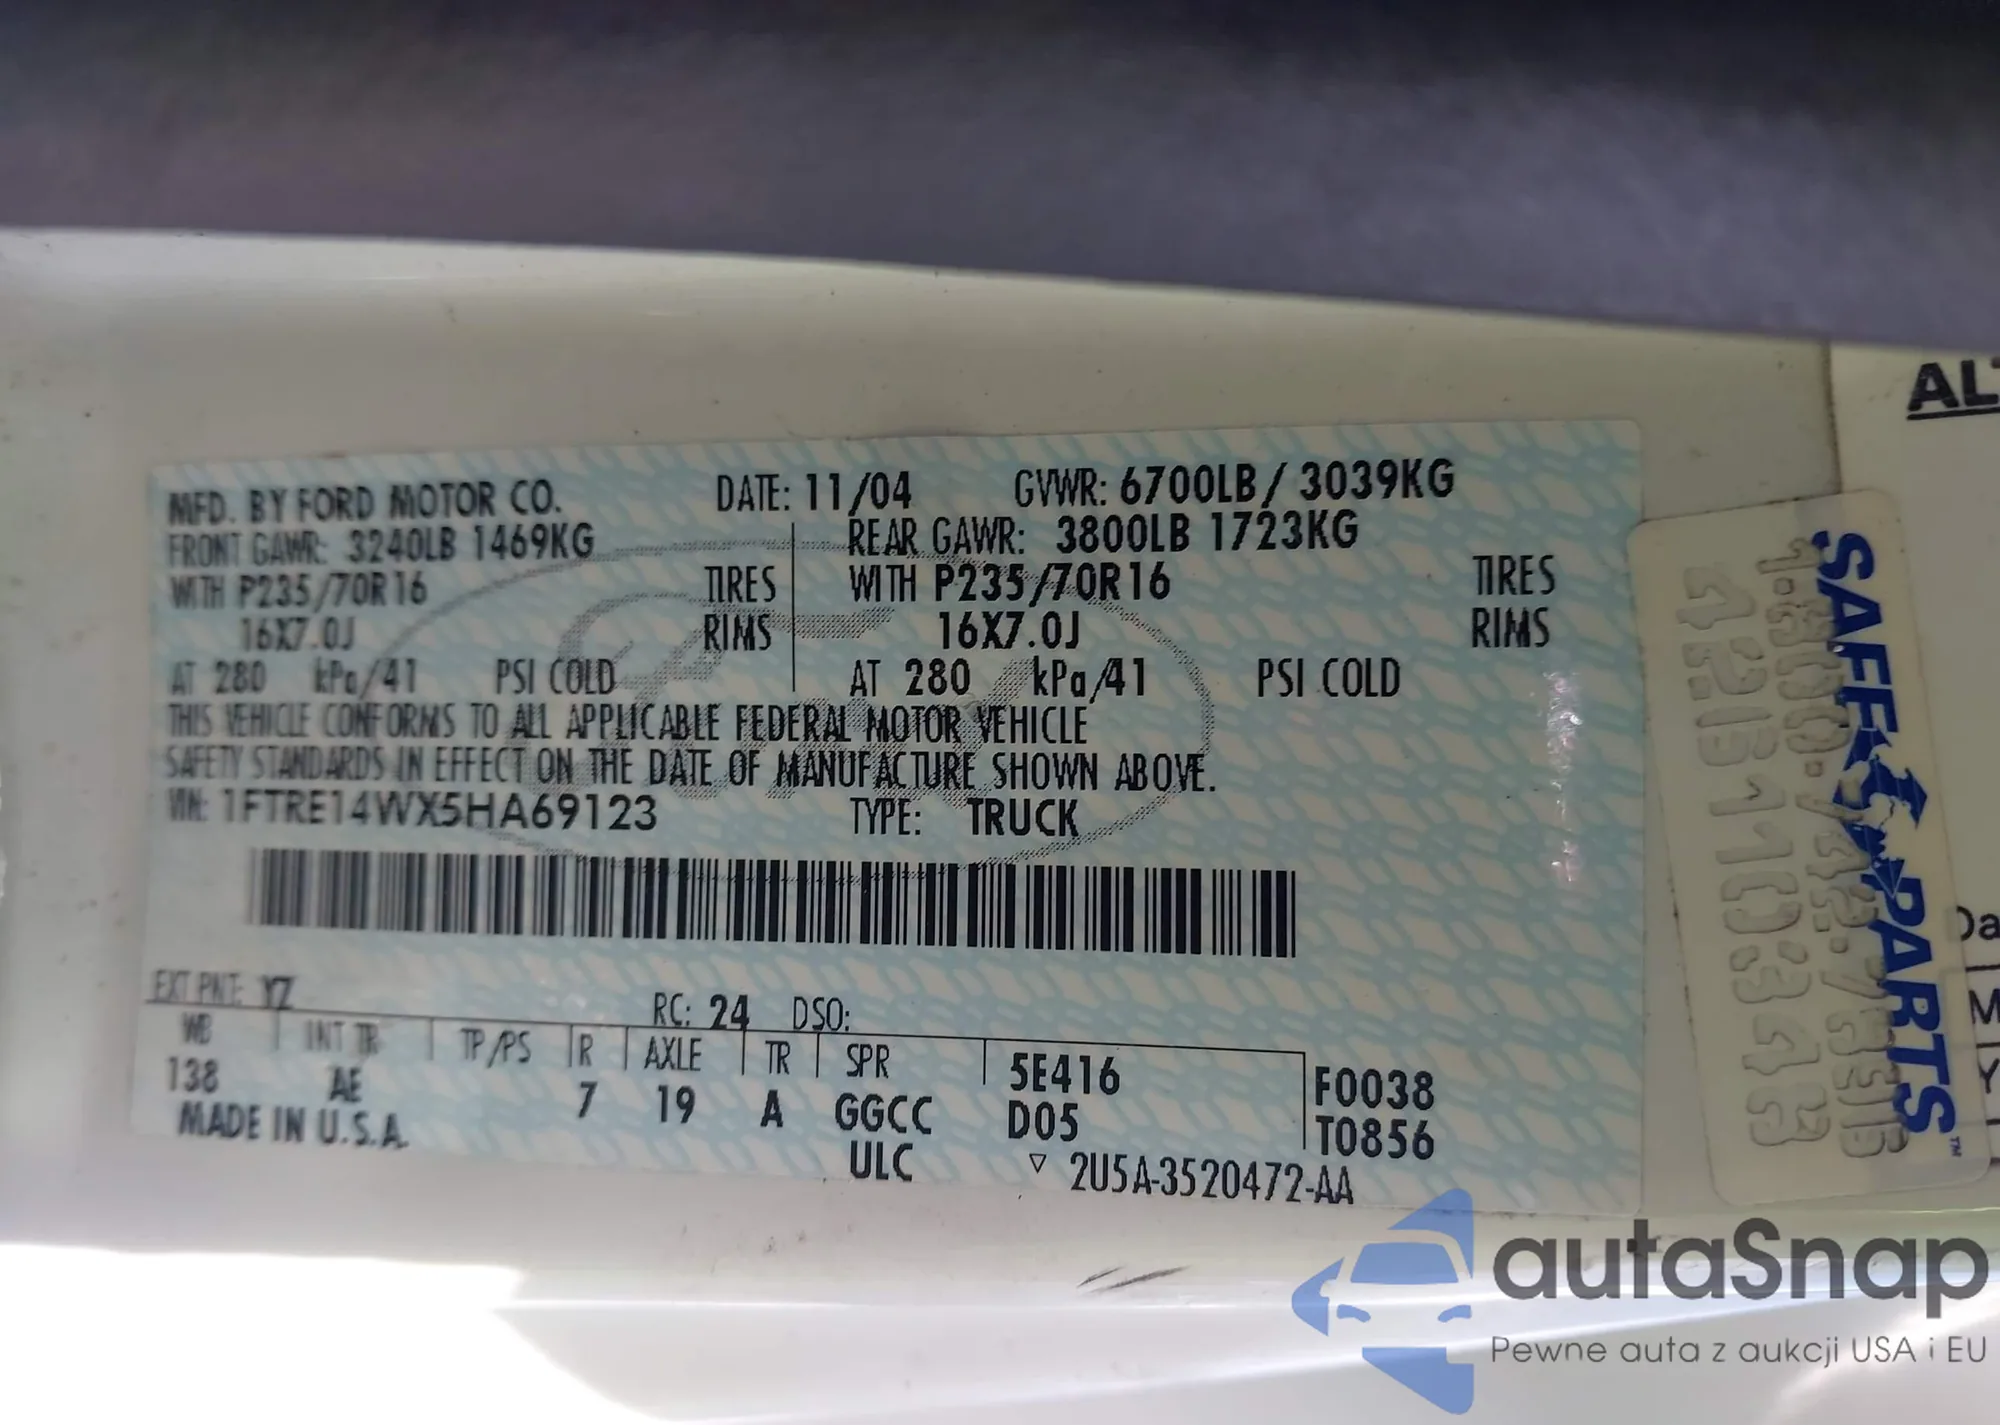 MFD. BY FORD MOTOR CO. DATE: 11/04 GVWR: 6700LB / 3039KG
FRONT GAWR: 3240LB 1469KG REAR GAWR: 3800LB 1723KG
WITH P235/70R16 TIRES WITH P235/70R16 TIRES
16X7.0J RIMS 16X7.0J RIMS
AT 280 kPa/41 PSI COLD AT 280 kPa/41 PSI COLD
THIS VEHICLE CONFORMS TO ALL APPLICABLE FEDERAL MOTOR VEHICLE
SAFETY STANDARDS IN EFFECT ON THE DATE OF MANUFACTURE SHOWN ABOVE.
VIN: 1FTRE14WX5HA69123 TYPE: TRUCK
EXT PNT: YZ RC: 24 DSO:
WB INT TR TP/PS R AXLE TR SPR 5E416 F0038
138 AE 7 19 A GGCC D05 T0856
MADE IN U.S.A. ULC ▽ 2U5A-3520472-AA
SAFE PARTS™
AL
Da
M
Y
autaSnap
Pewne auta z aukcji USA i EU